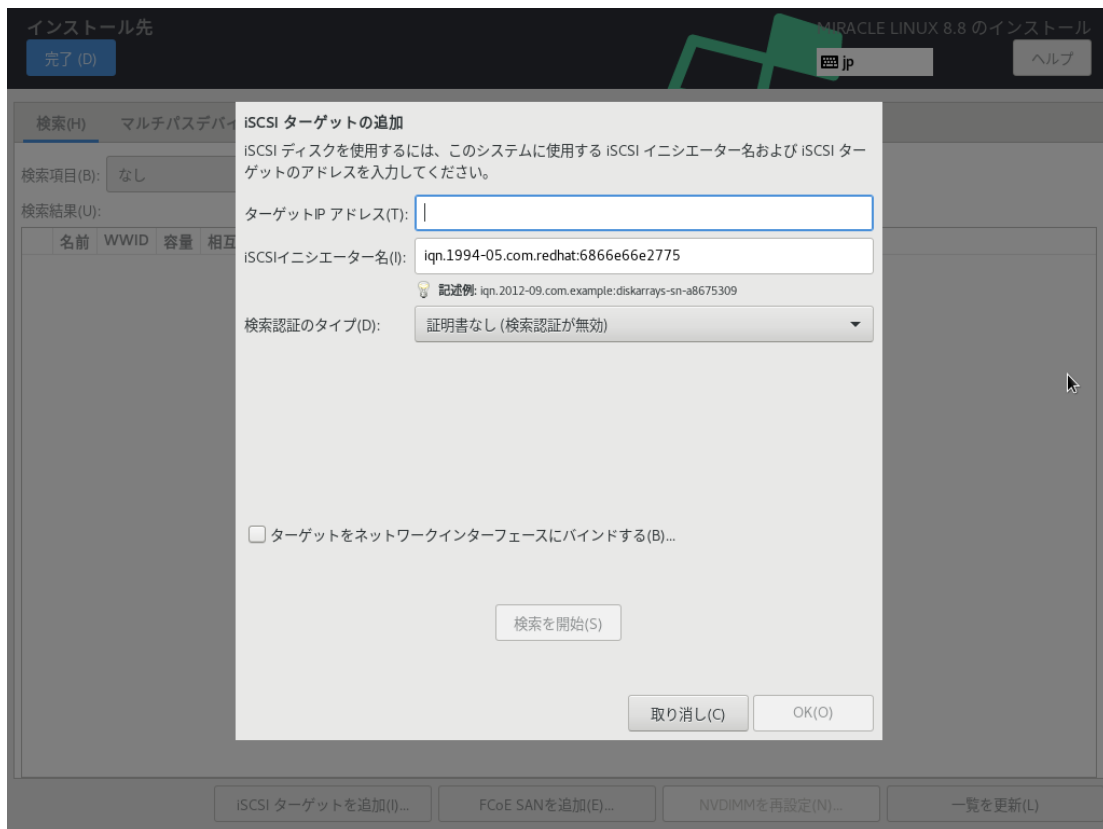 インストール先
MIRACLE LINUX 8.8 のインストール
完了 (D)
jp
ヘルプ
検索(H)
マルチパスデバイ
検索項目(B):
なし
検索結果(U):
名前 WWID 容量 相互
iSCSI ターゲットの追加
iSCSI ディスクを使用するには、このシステムに使用する iSCSI イニシエーター名および iSCSI ター
ゲットのアドレスを入力してください。
ターゲットIP アドレス(T):
iSCSIイニシエーター名(I): iqn.1994-05.com.redhat:6866e66e2775
記述例: iqn.2012-09.com.example:diskarrays-sn-a8675309
検索認証のタイプ(D): 証明書なし (検索認証が無効)
ターゲットをネットワークインターフェースにバインドする(B)...
検索を開始(S)
取り消し(C) OK(O)
iSCSI ターゲットを追加(I)... FCoE SANを追加(E)... NVDIMMを再設定(N)... 一覧を更新(L)